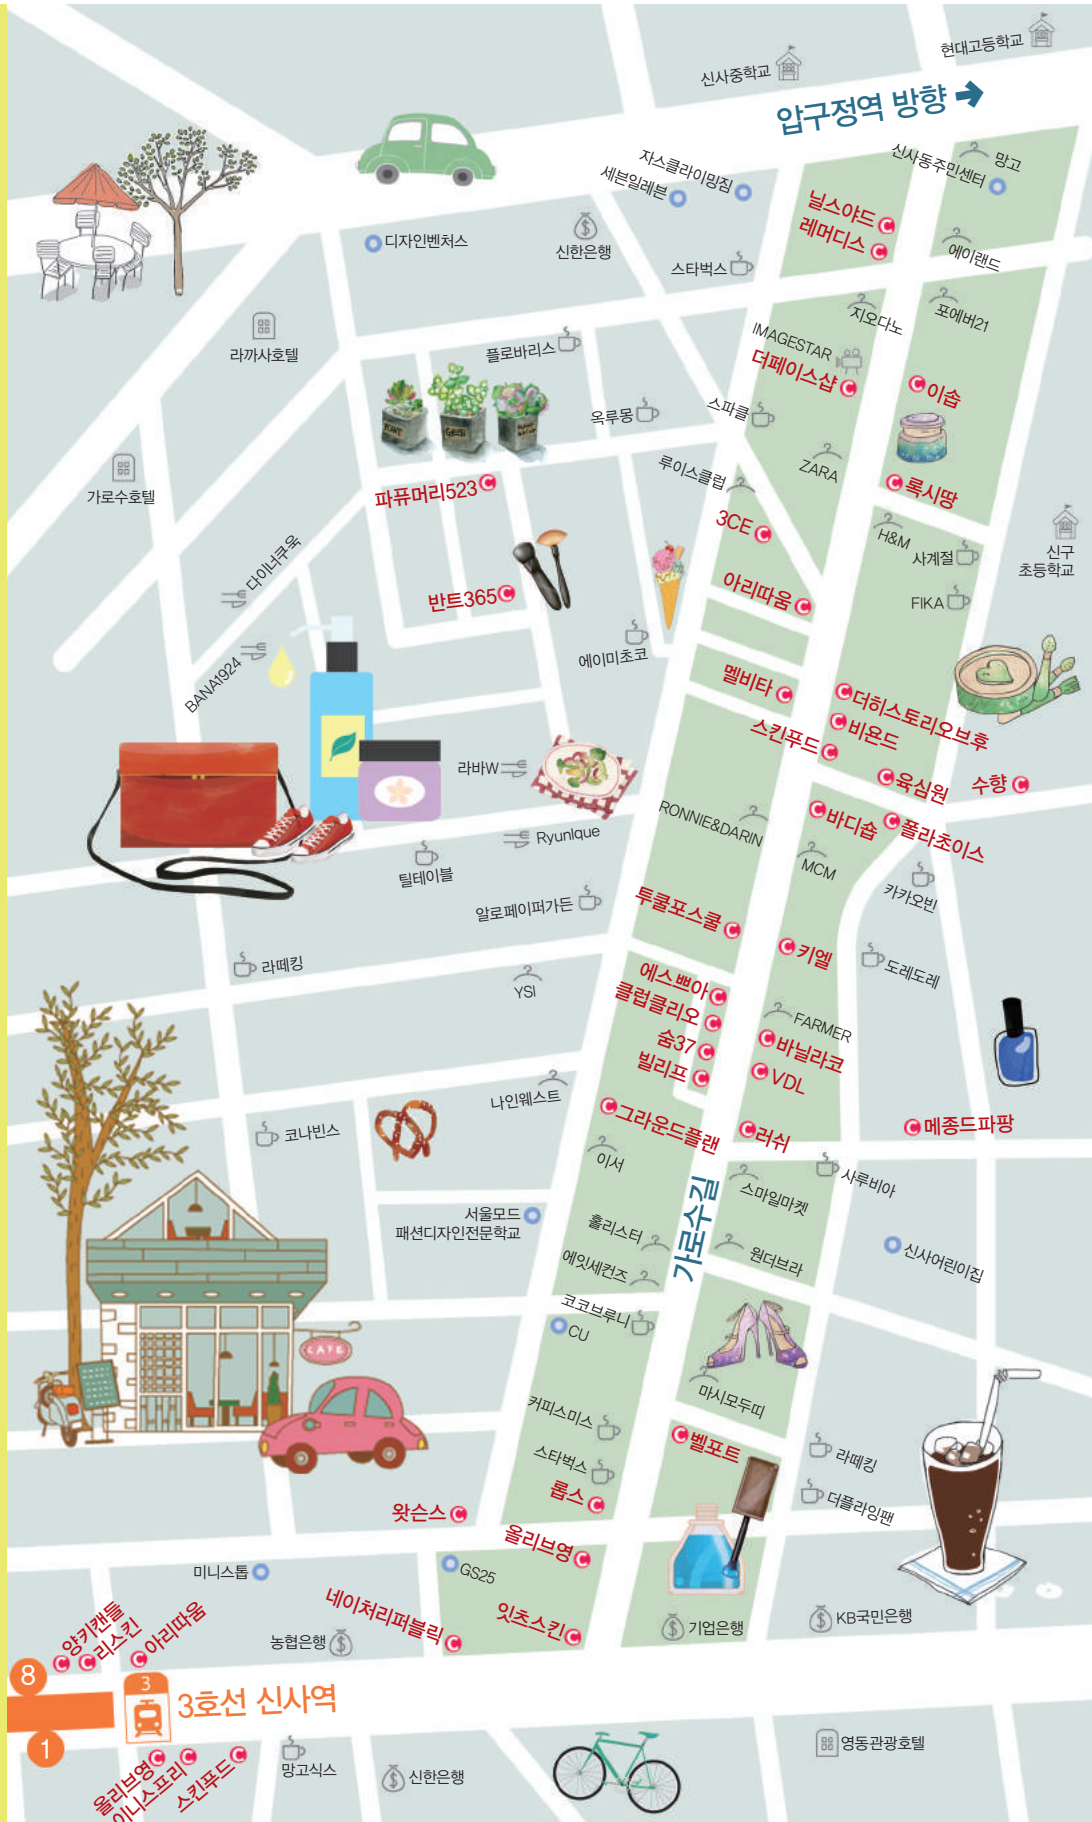 현대고등학교
신사중학교
압구정역 방향
자스클라이밍짐
세븐일레븐
신사동주민센터
망고
닐스야드
레머디스
디자인벤처스
신한은행
스타벅스
에이랜드
지오다노
포에버21
라까사호텔
플로바리스
IMAGESTAR
더페이스샵
이솝
PLANT
GREEN
옥루몽
스파클
ZARA
가로수호텔
파퓨머리523
루이스클럽
록시땅
3CE
H&M
사계절
신구
초등학교
다이너쿠욱
반트365
아리따움
FIKA
BANA1924
에이미초코
멜비타
더히스토리오브후
비욘드
스킨푸드
라바W
육심원
수향
RONNIE&DARIN
바디숍
폴라초이스
Ryunique
틸테이블
MCM
카카오빈
알로페이퍼가든
투쿨포스쿨
키엘
라떼킹
YSI
에스쁘아
도레도레
클럽클리오
FARMER
숨37
바닐라코
빌리프
VDL
나인웨스트
그라운드플랜
러쉬
메종드파팡
코나빈스
이서
스마일마켓
사루비아
서울모드
패션디자인전문학교
홀리스터
가로수길
원더브라
신사어린이집
에잇세컨즈
코코브루니
CU
CAFE
마시모두띠
커피스미스
벨포트
라떼킹
스타벅스
롭스
더플라잉팬
왓슨스
올리브영
미니스톱
GS25
네이처리퍼블릭
잇츠스킨
기업은행
KB국민은행
양키캔들
리스킨
아리따움
농협은행
8
3
3호선 신사역
1
올리브영
이니스프리
스킨푸드
망고식스
신한은행
영동관광호텔